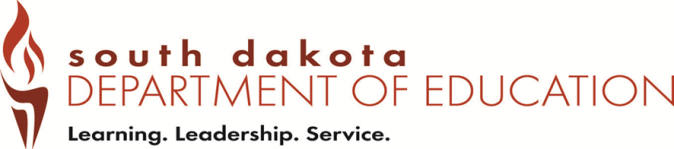 south dakota
DEPARTMENT OF EDUCATION
Learning. Leadership. Service.